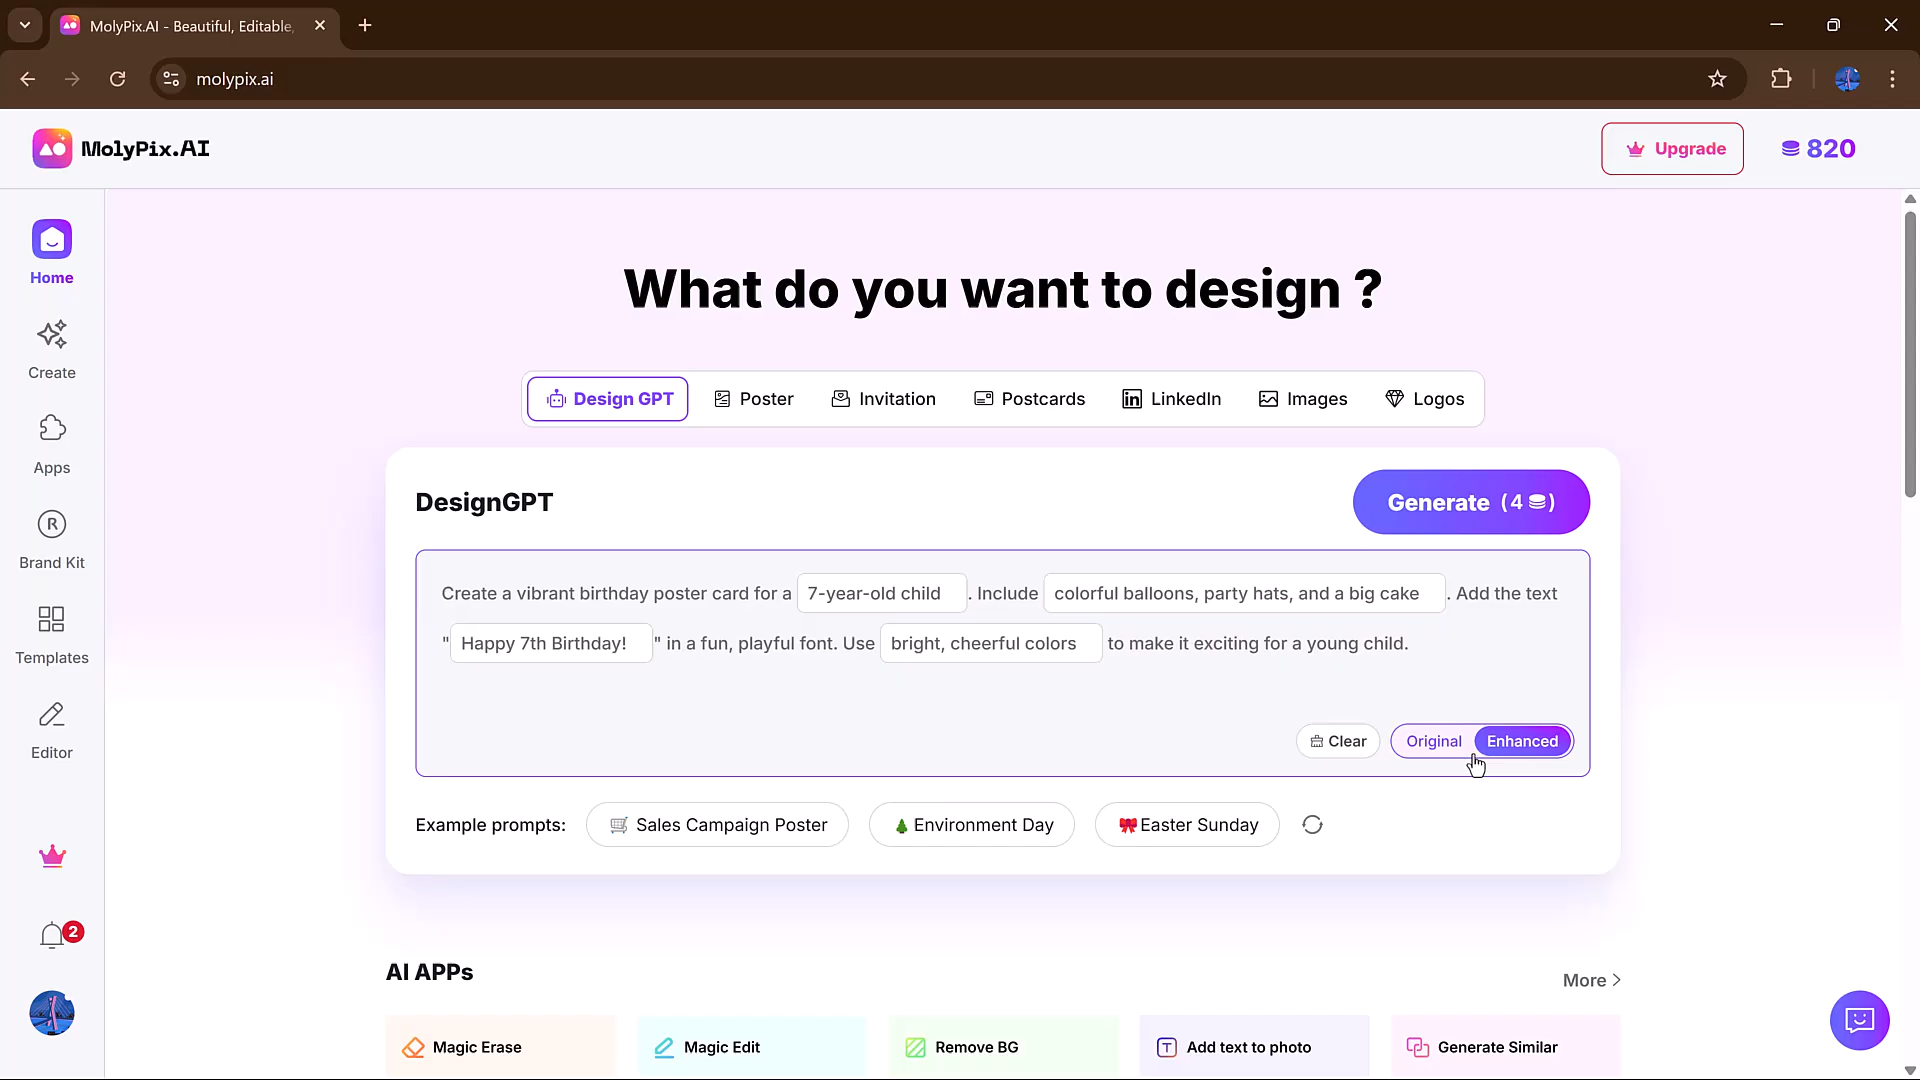 MolyPix.AI - Beautiful, Editable,
molypix.ai
MolyPix.AI
Upgrade
820
Home
Create
Apps
Brand Kit
Templates
Editor
2
What do you want to design ?
Design GPT Poster Invitation Postcards LinkedIn Images Logos
DesignGPT
Generate (4)
Create a vibrant birthday poster card for a 7-year-old child . Include colorful balloons, party hats, and a big cake . Add the text
" Happy 7th Birthday! " in a fun, playful font. Use bright, cheerful colors to make it exciting for a young child.
Clear Original Enhanced
Example prompts: Sales Campaign Poster Environment Day Easter Sunday
AI APPs
More
Magic Erase Magic Edit Remove BG Add text to photo Generate Similar